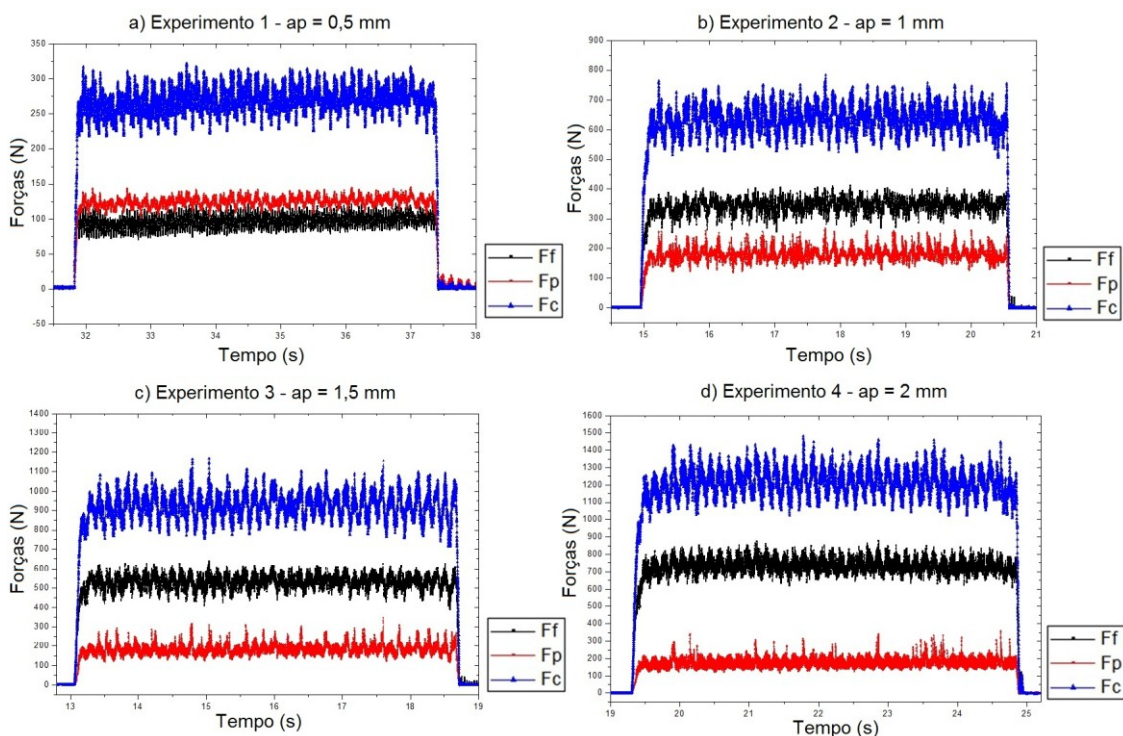 a) Experimento 1 - ap = 0,5 mm
350
300
250
200
150
100
50
0
-50
Forças (N)
32 33 34 35 36 37 38
Tempo (s)
Ff
Fp
Fc
b) Experimento 2 - ap = 1 mm
900
800
700
600
500
400
300
200
100
0
Forças (N)
15 16 17 18 19 20 21
Tempo (s)
Ff
Fp
Fc
c) Experimento 3 - ap = 1,5 mm
1400
1300
1200
1100
1000
900
800
700
600
500
400
300
200
100
0
Forças (N)
13 14 15 16 17 18 19
Tempo (s)
Ff
Fp
Fc
d) Experimento 4 - ap = 2 mm
1600
1500
1400
1300
1200
1100
1000
900
800
700
600
500
400
300
200
100
0
Forças (N)
19 20 21 22 23 24 25
Tempo (s)
Ff
Fp
Fc